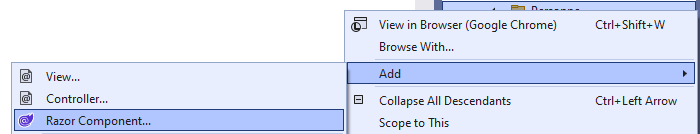 View in Browser (Google Chrome) Ctrl+Shift+W
Browse With...
Add
View...
Controller...
Razor Component...
Collapse All Descendants Ctrl+Left Arrow
Scope to This